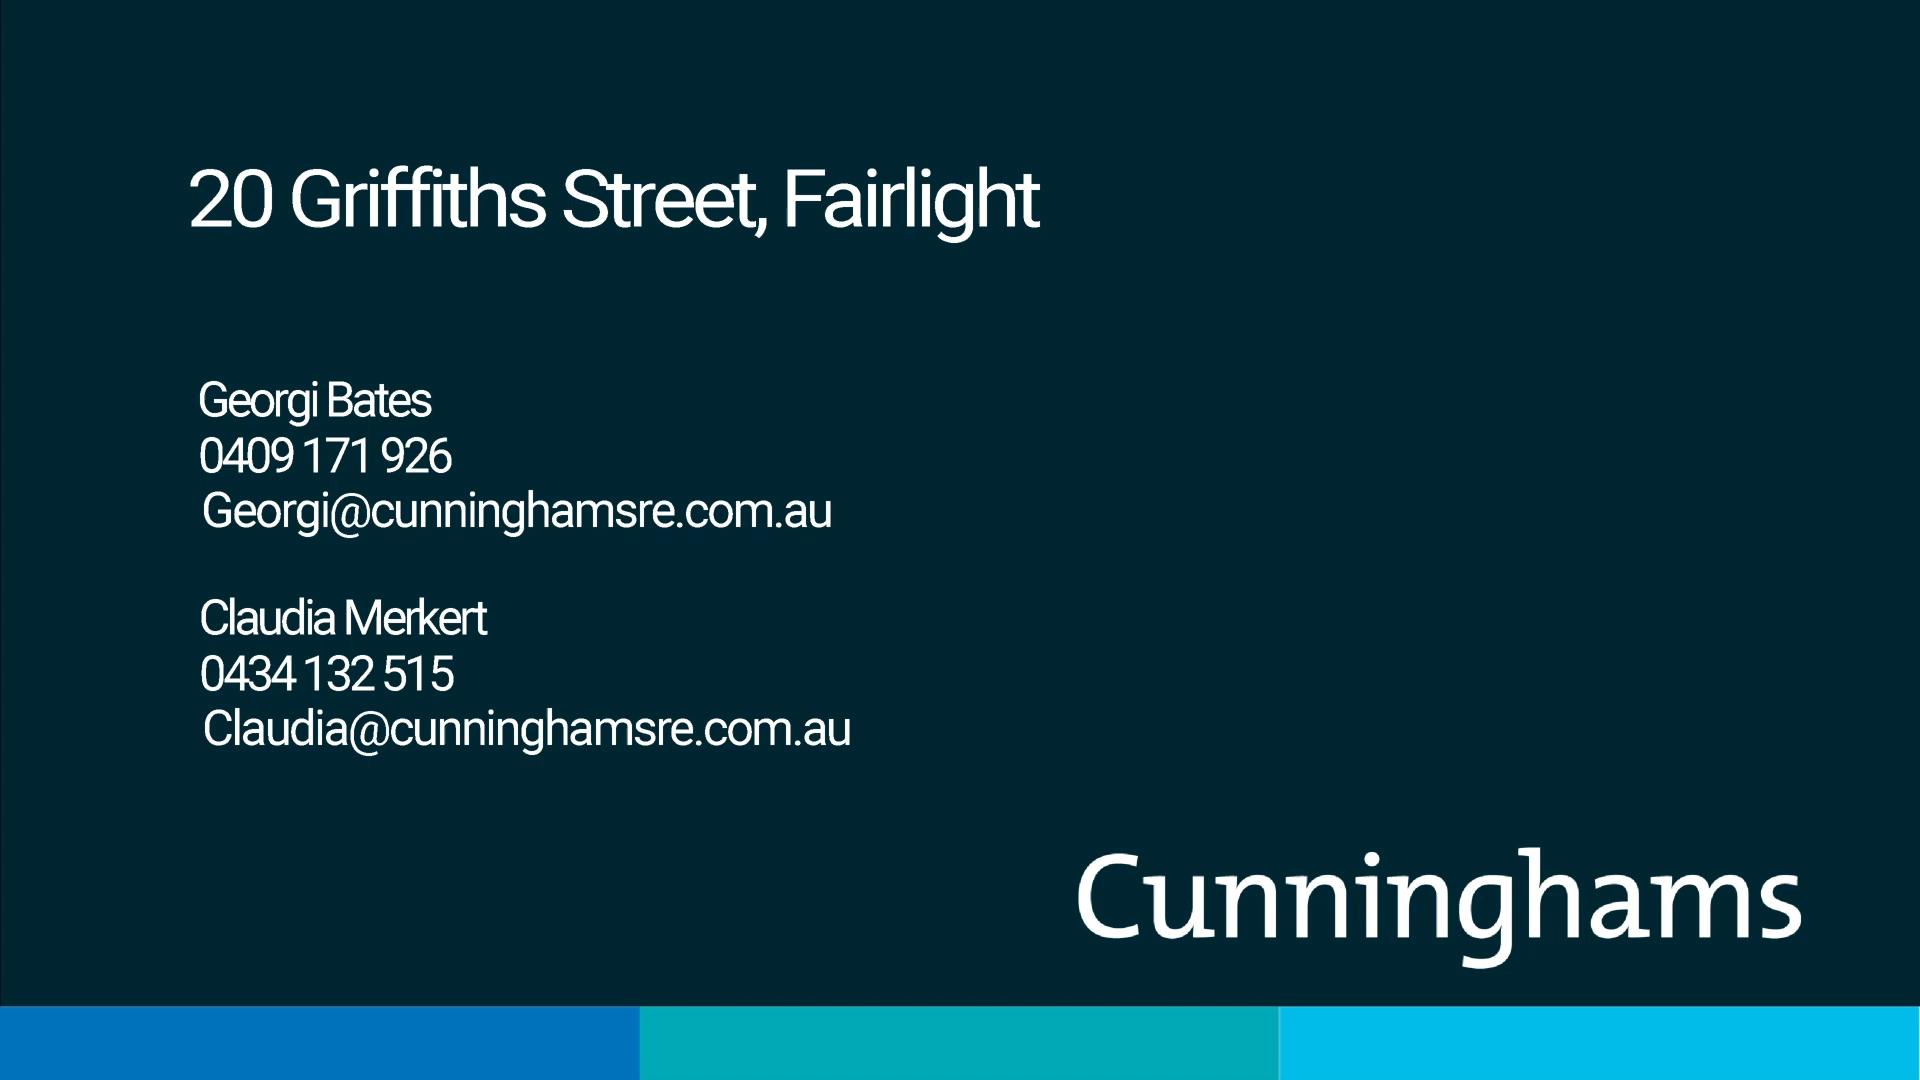 20 Griffiths Street, Fairlight
Georgi Bates
0409 171 926
Georgi@cunninghamsre.com.au
Claudia Merkert
0434 132 515
Claudia@cunninghamsre.com.au
Cunninghams